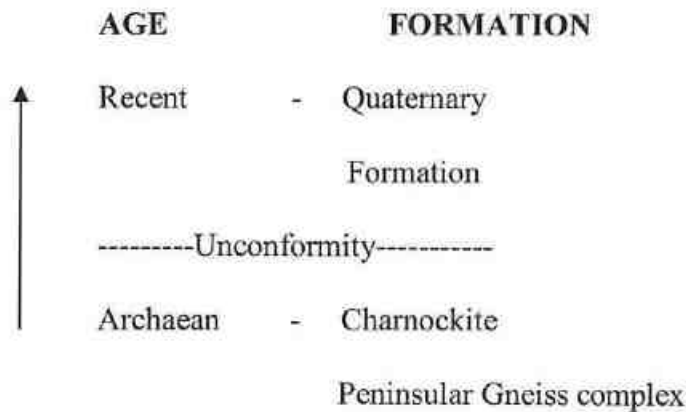 AGE FORMATION
Recent - Quaternary
Formation
---------Unconformity-----------
Archaean - Charnockite
Peninsular Gneiss complex